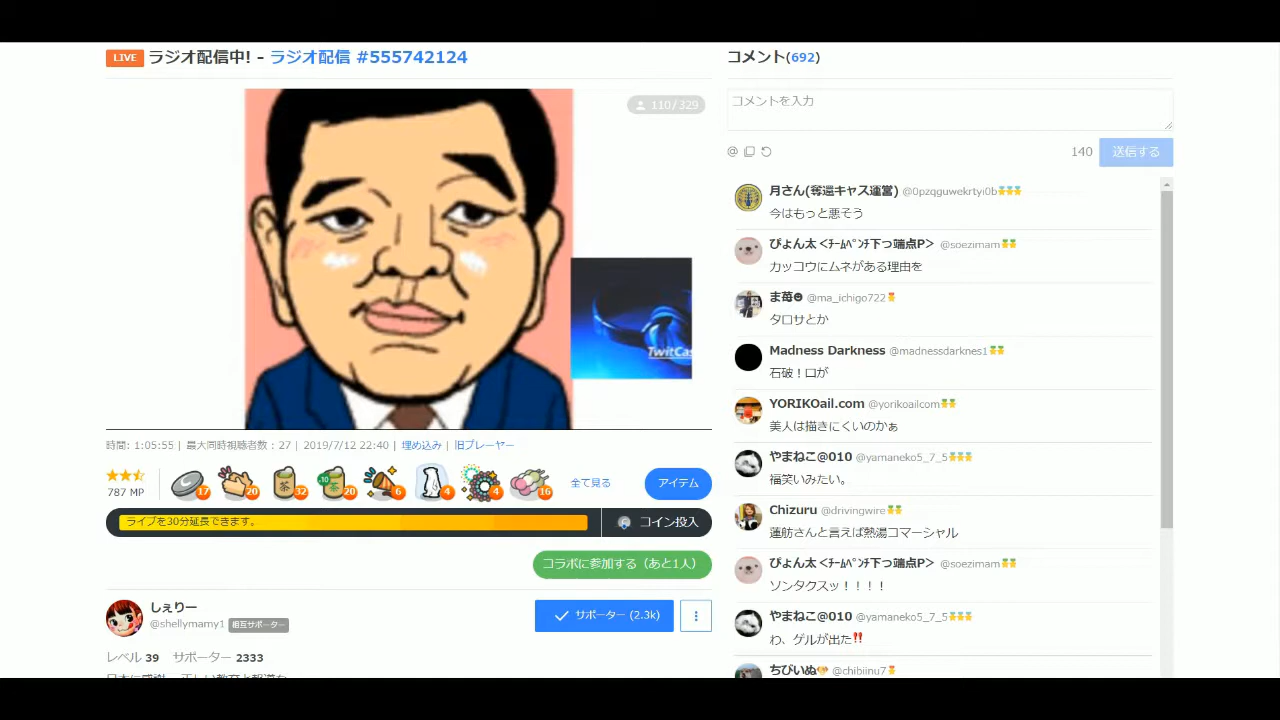 LIVE ラジオ配信中! - ラジオ配信 #555742124
110/329
TwitCas
時間: 1:05:55 | 最大同時視聴者数 : 27 | 2019/7/12 22:40 | 埋め込み | 旧プレーヤー
787 MP
17
20
茶
32
+10
茶
20
6
4
4
16
全て見る
アイテム
ライブを30分延長できます。
コイン投入
コラボに参加する（あと1人）
しぇりー
@shellymamy1 相互サポーター
サポーター (2.3k)
レベル 39 サポーター 2333
コメント(692)
コメントを入力
@
140
送信する
月さん(奪還キャス運営) @0pzqguwekrtyi0b
今はもっと悪そう
ぴょん太<ﾁｰﾑﾍﾟﾝﾁ下っ端点P> @soezimam
カッコウにムネがある理由を
ま苺☻ @ma_ichigo722
タロサとか
Madness Darkness @madnessdarknes1
石破！口が
YORIKOail.com @yorikoailcom
美人は描きにくいのかぁ
やまねこ@010 @yamaneko5_7_5
福笑いみたい。
Chizuru @drivingwire
蓮舫さんと言えば熱湯コマーシャル
ぴょん太<ﾁｰﾑﾍﾟﾝﾁ下っ端点P> @soezimam
ソンタクスッ！！！！
やまねこ@010 @yamaneko5_7_5
わ、ゲルが出た‼️
ちびいぬ @chibiinu7